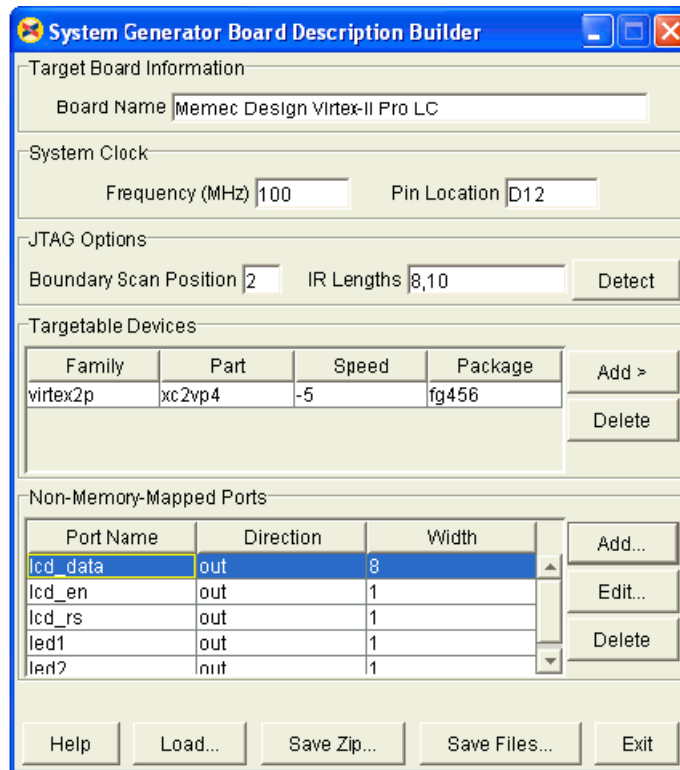 System Generator Board Description Builder
Target Board Information
Board Name Memec Design Virtex-II Pro LC
System Clock
Frequency (MHz) 100 Pin Location D12
JTAG Options
Boundary Scan Position 2 IR Lengths 8,10 Detect
Targetable Devices
Family Part Speed Package Add >
virtex2p xc2vp4 -5 fg456
Delete
Non-Memory-Mapped Ports
Port Name Direction Width Add...
lcd_data out 8
lcd_en out 1 Edit...
lcd_rs out 1
led1 out 1 Delete
led2 out 1
Help Load... Save Zip... Save Files... Exit